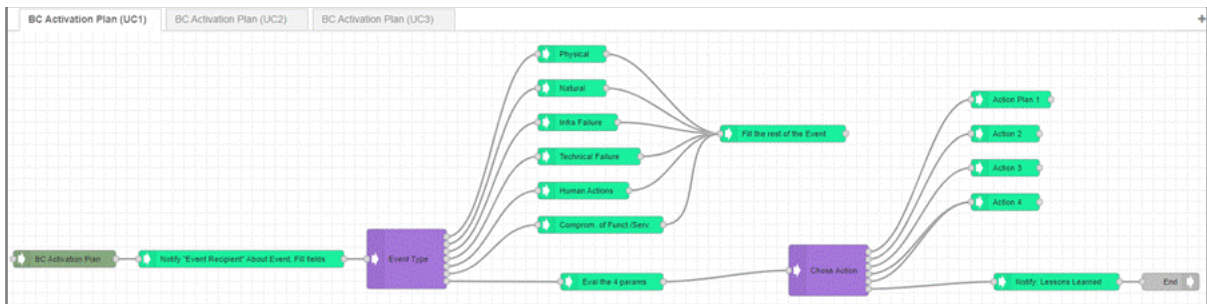 BC Activation Plan (UC1)
BC Activation Plan (UC2)
BC Activation Plan (UC3)
+
Physical
Natural
Infra Failure
Technical Failure
Human Actions
Comprom. of Funct./Serv.
Fill the rest of the Event
Action Plan 1
Action 2
Action 3
Action 4
BC Activation Plan
Notify "Event Recipient" About Event, Fill fields
Event Type
Eval the 4 params
Chose Action
Notify: Lessons Learned
End